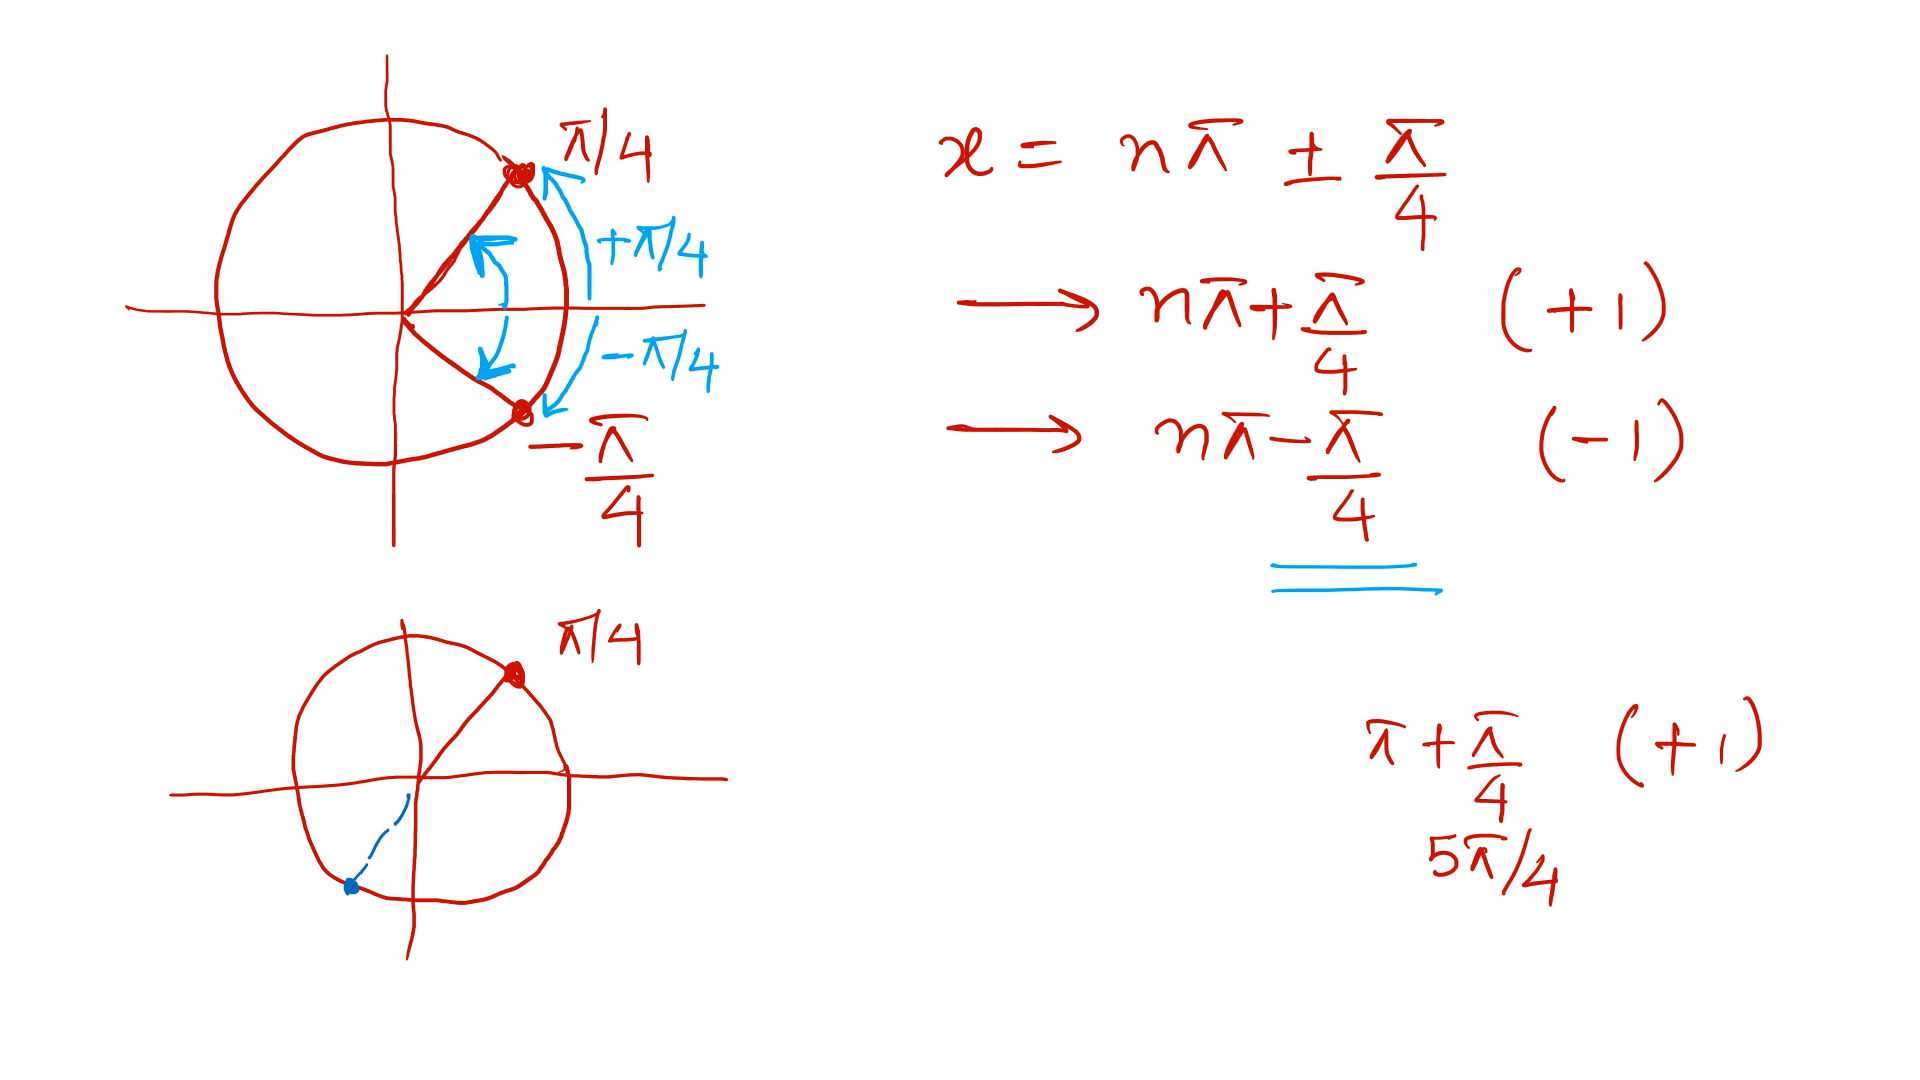 π/4
+π/4
-π/4
-π/4
x = nπ ± π/4
→ nπ+π/4 (+1)
→ nπ-π/4 (-1)
π/4
π+π/4 (+1)
5π/4